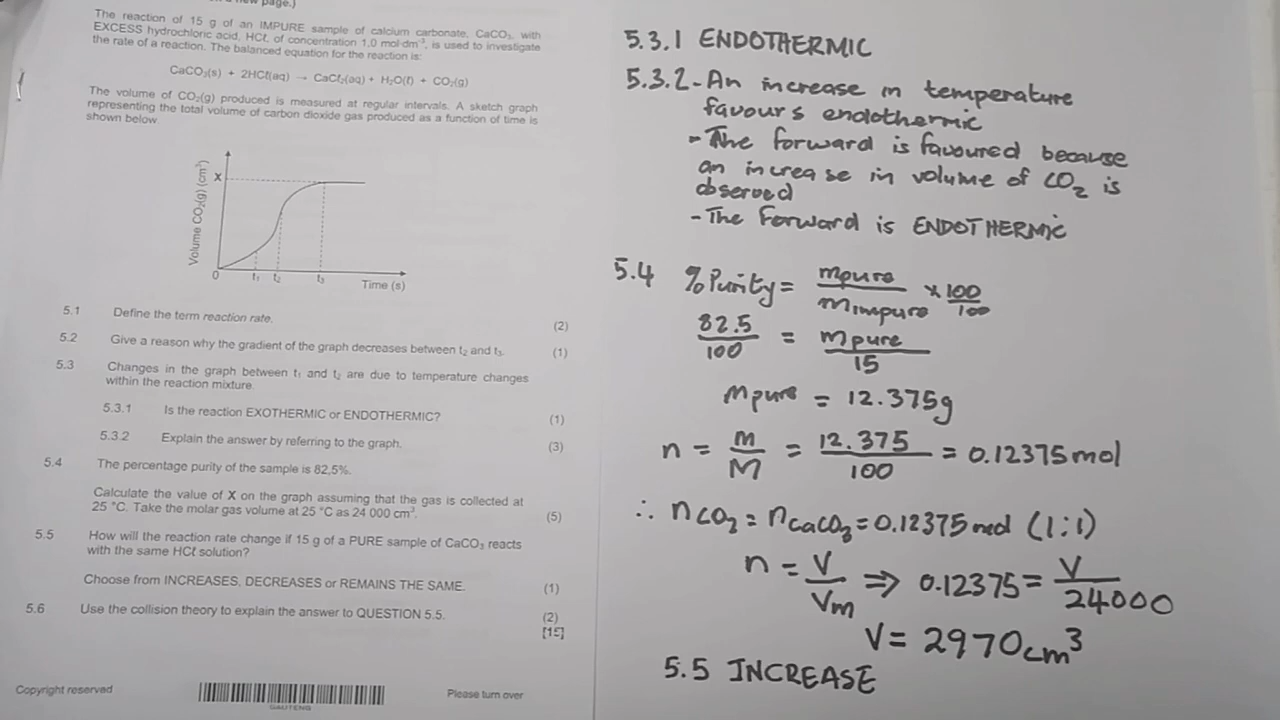 The reaction of 15 g of an IMPURE sample of calcium carbonate, CaCO₃, with
EXCESS hydrochloric acid, HCℓ, of concentration 1,0 mol·dm⁻³, is used to investigate
the rate of a reaction. The balanced equation for the reaction is:
CaCO₃(s) + 2HCℓ(aq) → CaCℓ₂(aq) + H₂O(ℓ) + CO₂(g)
The volume of CO₂(g) produced is measured at regular intervals. A sketch graph
representing the total volume of carbon dioxide gas produced as a function of time is
shown below.
Volume CO₂(g) (cm³)
X
0
t₁
t₂
t₃
Time (s)
5.1 Define the term reaction rate. (2)
5.2 Give a reason why the gradient of the graph decreases between t₂ and t₃. (1)
5.3 Changes in the graph between t₁ and t₂ are due to temperature changes
within the reaction mixture.
5.3.1 Is the reaction EXOTHERMIC or ENDOTHERMIC? (1)
5.3.2 Explain the answer by referring to the graph. (3)
5.4 The percentage purity of the sample is 82,5%.
Calculate the value of X on the graph assuming that the gas is collected at
25 °C. Take the molar gas volume at 25 °C as 24 000 cm³. (5)
5.5 How will the reaction rate change if 15 g of a PURE sample of CaCO₃ reacts
with the same HCℓ solution?
Choose from INCREASES, DECREASES or REMAINS THE SAME. (1)
5.6 Use the collision theory to explain the answer to QUESTION 5.5. (2)
[15]
Copyright reserved
GAUTENG
Please turn over
5.3.1 ENDOTHERMIC
5.3.2 - An increase in temperature
favours endothermic
- The forward is favoured because
an increase in volume of CO₂ is
observed
- The forward is ENDOTHERMIC
5.4 % Purity = mpure / mimpure × 100/100
82.5/100 = mpure/15
mpure = 12.375g
n = m/M = 12.375/100 = 0.12375 mol
∴ nCO₂ = nCaCO₃ = 0.12375 mol (1:1)
n = V/Vm ⇒ 0.12375 = V/24000
V = 2970 cm³
5.5 INCREASE